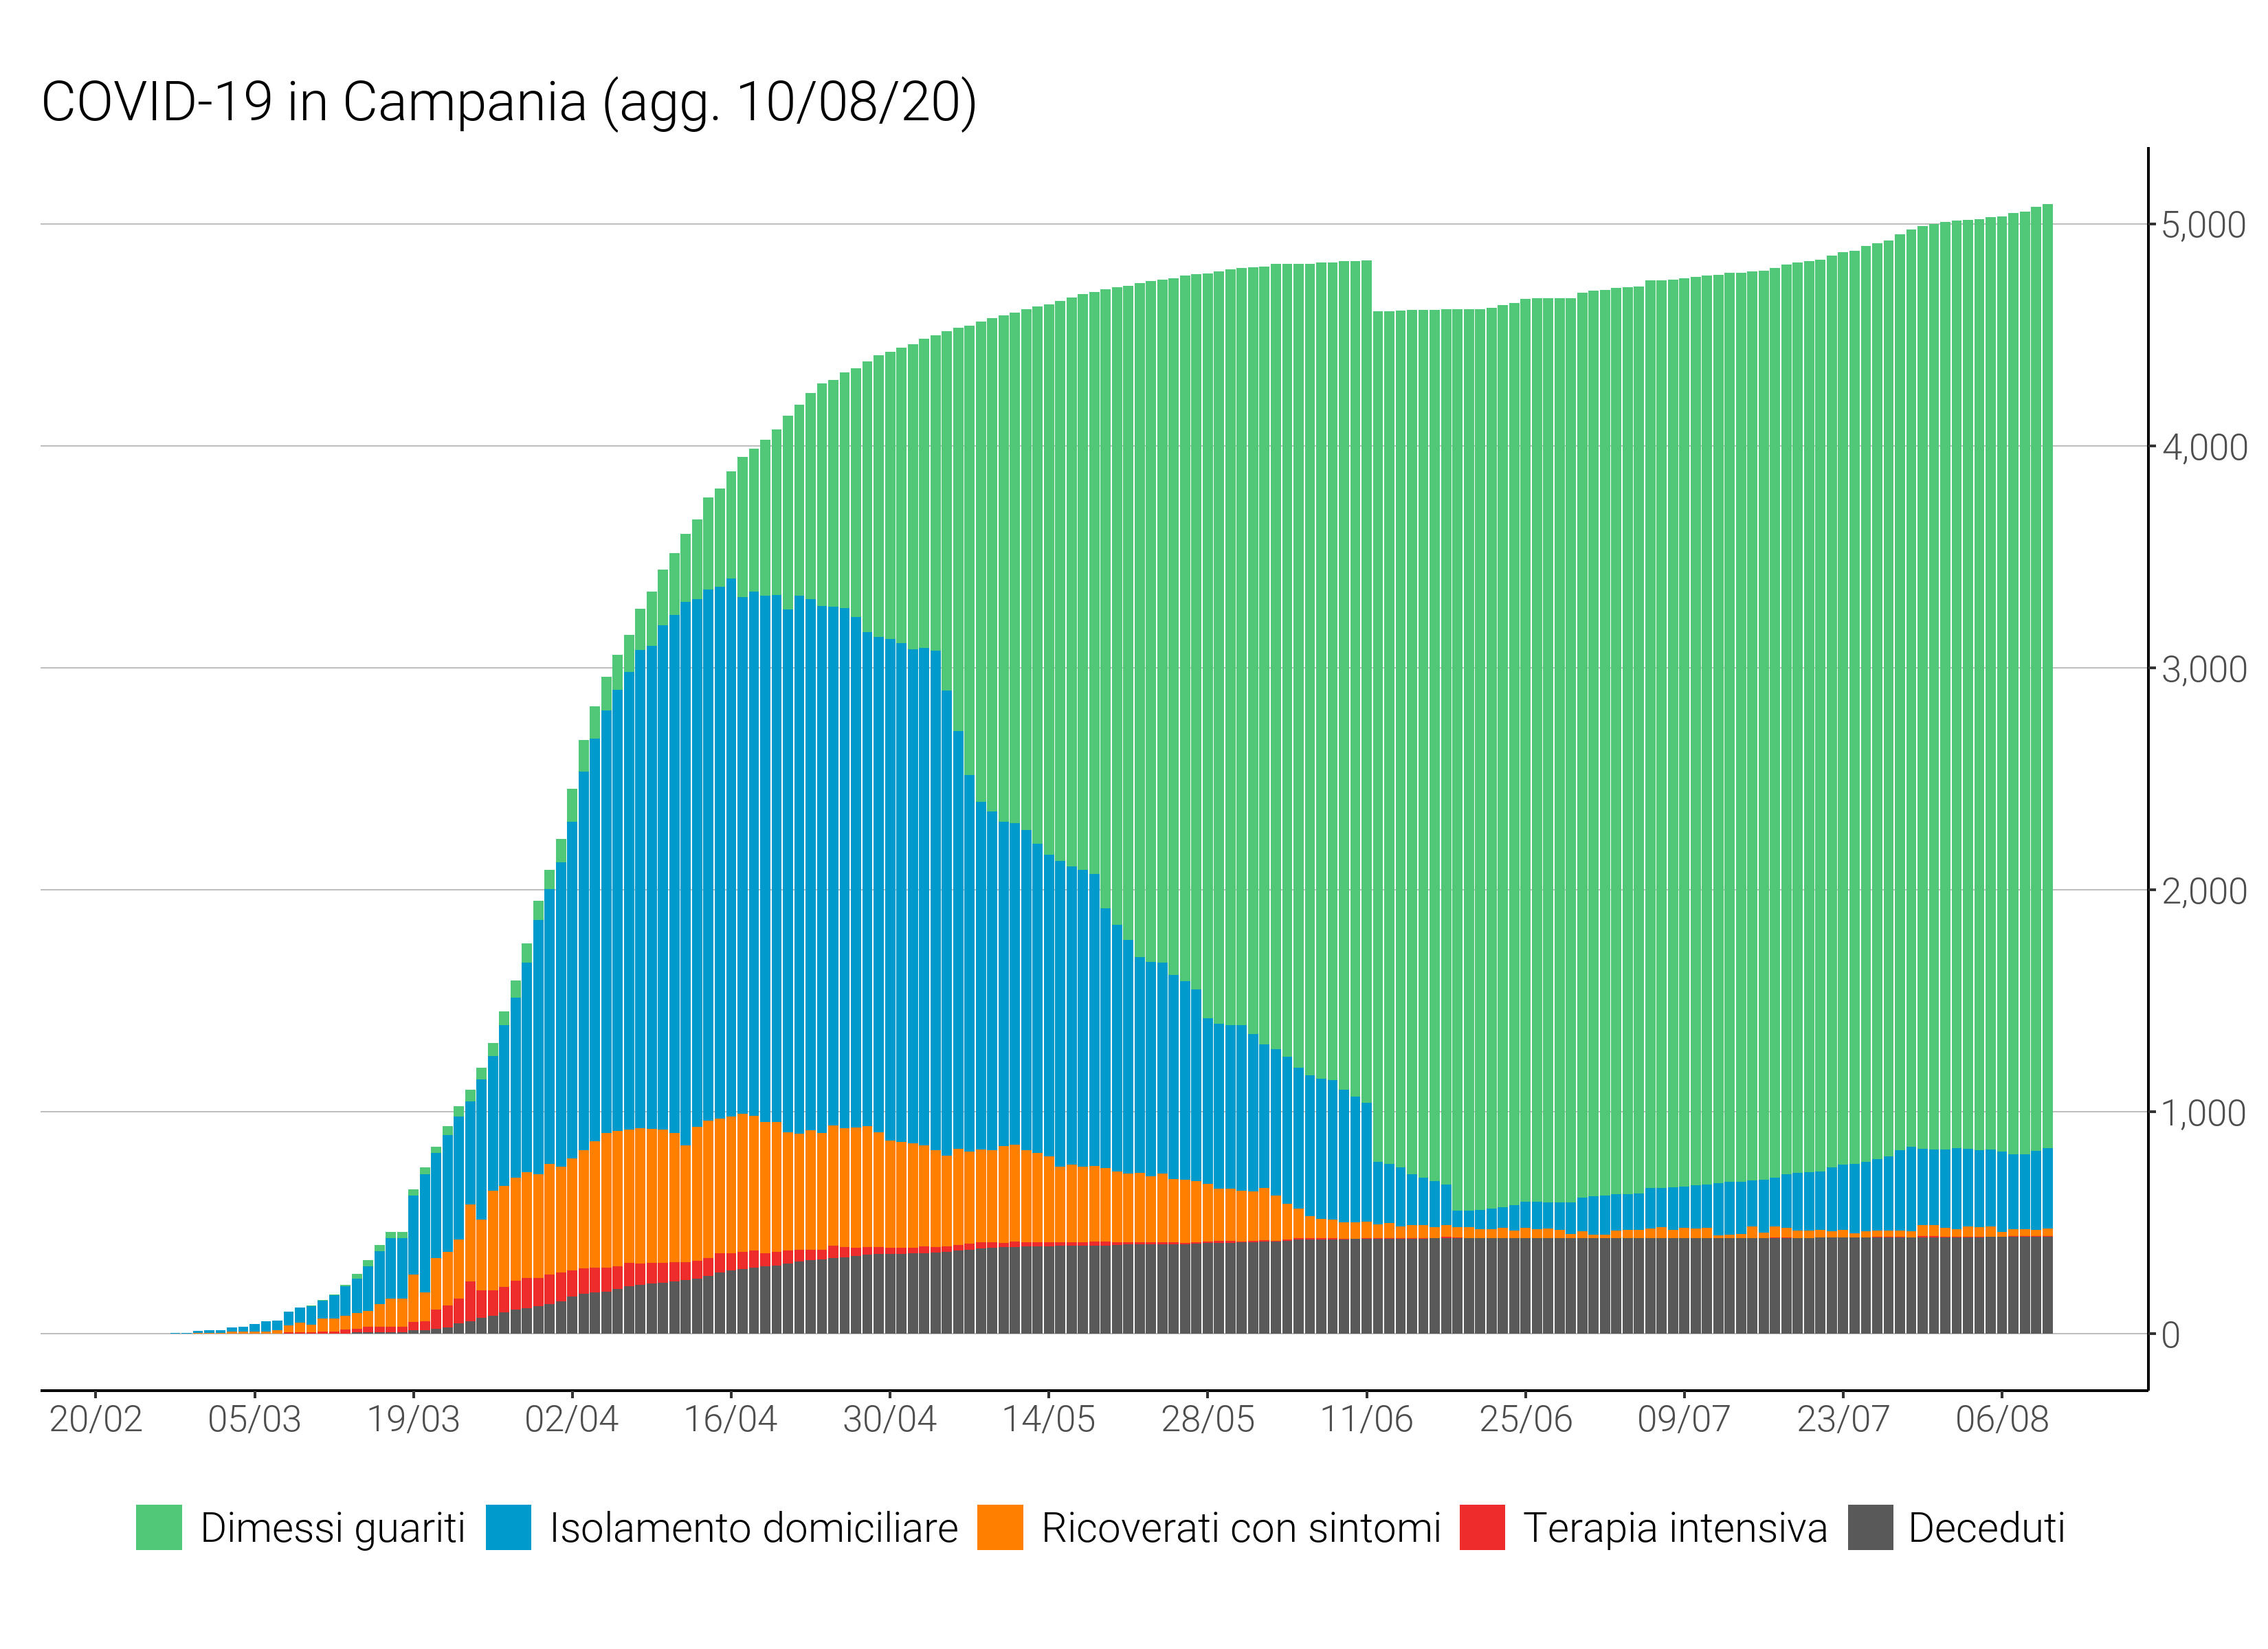 COVID-19 in Campania (agg. 10/08/20)
5,000
4,000
3,000
2,000
1,000
0
20/02 05/03 19/03 02/04 16/04 30/04 14/05 28/05 11/06 25/06 09/07 23/07 06/08
Dimessi guariti Isolamento domiciliare Ricoverati con sintomi Terapia intensiva Deceduti